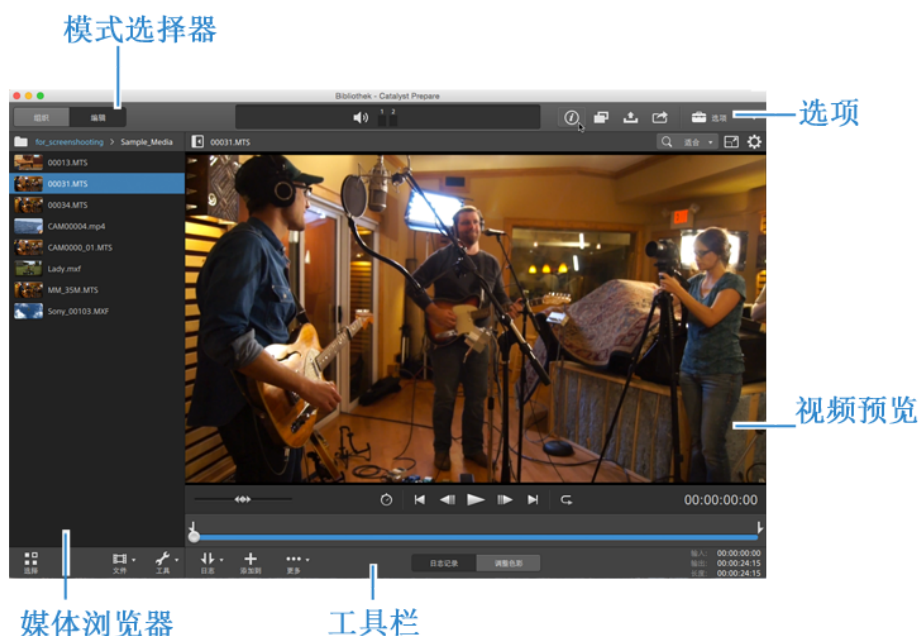 模式选择器
Bibliothek - Catalyst Prepare
组织
编辑
1 2
选项
选项
for_screenshooting > Sample_Media
00031.MTS
适合
00013.MTS
00031.MTS
00034.MTS
CAM00004.mp4
CAM0000_01.MTS
Lady.mxf
MM_35M.MTS
Sony_00103.MXF
视频预览
00:00:00:00
选择
文件
工具
日志
添加到
更多
日志记录
调整色彩
输入: 00:00:00:00
输出: 00:00:24:15
长度: 00:00:24:15
媒体浏览器
工具栏